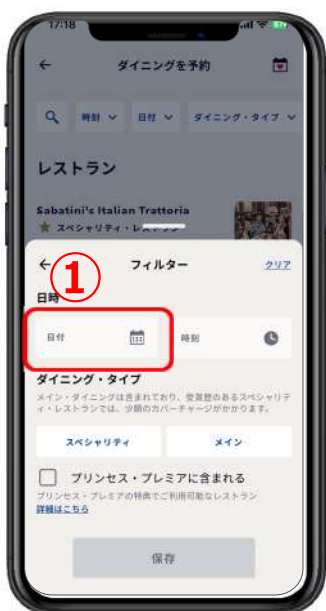 17:18
ダイニングを予約
時刻 日付 ダイニング・タイプ
レストラン
Sabatini's Italian Trattoria
スペシャリティ・レストラン
フィルター クリア
①
日時
日付 時刻
ダイニング・タイプ
メイン・ダイニングは含まれており、受賞歴のあるスペシャリテ
ィ・レストランでは、少額のカバーチャージがかかります。
スペシャリティ メイン
プリンセス・プレミアに含まれる
プリンセス・プレミアの特典でご利用可能なレストラン
詳細はこちら
保存